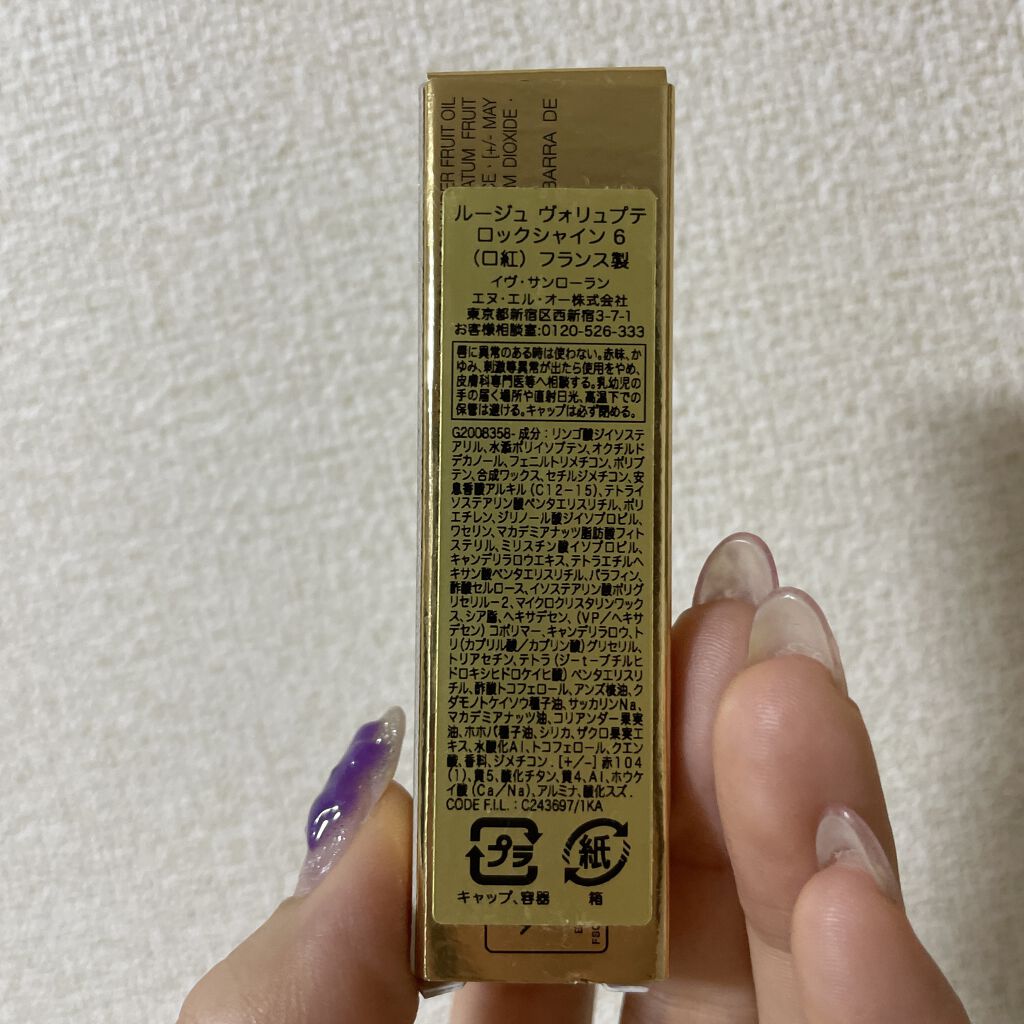 ER FRUIT OIL
ATUM FRUIT
CE · [+/- MAY
M DIOXIDE ·
BARRA DE
ルージュ ヴォリュプテ
ロックシャイン 6
（口紅）フランス製
イヴ・サンローラン
エヌ・エル・オー株式会社
東京都新宿区西新宿3-7-1
お客様相談室:0120-526-333
唇に異常のある時は使わない。赤味、か
ゆみ、刺激等異常が出たら使用をやめ、
皮膚科専門医等へ相談する。乳幼児の
手の届く場所や直射日光、高温下での
保管は避ける。キャップは必ず閉める。
G2008358- 成分：リンゴ酸ジイソステ
アリル、水添ポリイソブテン、オクチルド
デカノール、フェニルトリメチコン、ポリブ
テン、合成ワックス、セチルジメチコン、安
息香酸アルキル（C12-15）、テトライ
ソステアリン酸ペンタエリスリチル、ポリ
エチレン、ジリノール酸ジイソプロピル、
ワセリン、マカデミアナッツ脂肪酸フィト
ステリル、ミリスチン酸イソプロピル、
キャンデリラロウエキス、テトラエチルヘ
キサン酸ペンタエリスリチル、パラフィン、
酢酸セルロース、イソステアリン酸ポリグ
リセリル-2、マイクロクリスタリンワック
ス、シア脂、ヘキサデセン、（VP／ヘキサ
デセン）コポリマー、キャンデリラロウ、ト
リ（カプリル酸／カプリン酸）グリセリル、
トリアセチン、テトラ（ジ-t-ブチルヒ
ドロキシヒドロケイヒ酸）ペンタエリスリ
チル、酢酸トコフェロール、アンズ核油、ク
ダモノトケイソウ種子油、サッカリンNa、
マカデミアナッツ油、コリアンダー果実
油、ホホバ種子油、シリカ、ザクロ果実エ
キス、水酸化Al、トコフェロール、クエン
酸、香料、ジメチコン．[+/-]赤104
（1）、黄5、酸化チタン、黄4、Al、ホウケ
イ酸（Ca／Na）、アルミナ、酸化スズ．
CODE F.I.L. : C243697/1KA
プラ
紙
キャップ、容器
箱